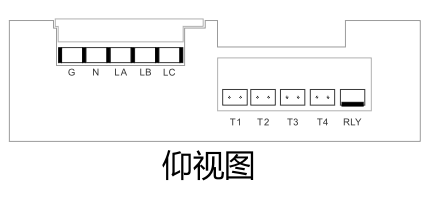 G N LA LB LC
T1 T2 T3 T4 RLY
仰视图